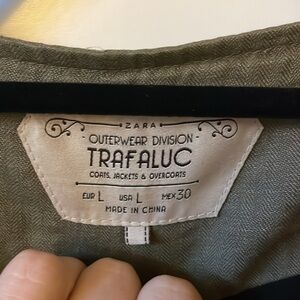 ZARA
- OUTERWEAR DIVISION -
TRAFALUC
COATS, JACKETS & OVERCOATS
EUR L USA L MEX 30
MADE IN CHINA